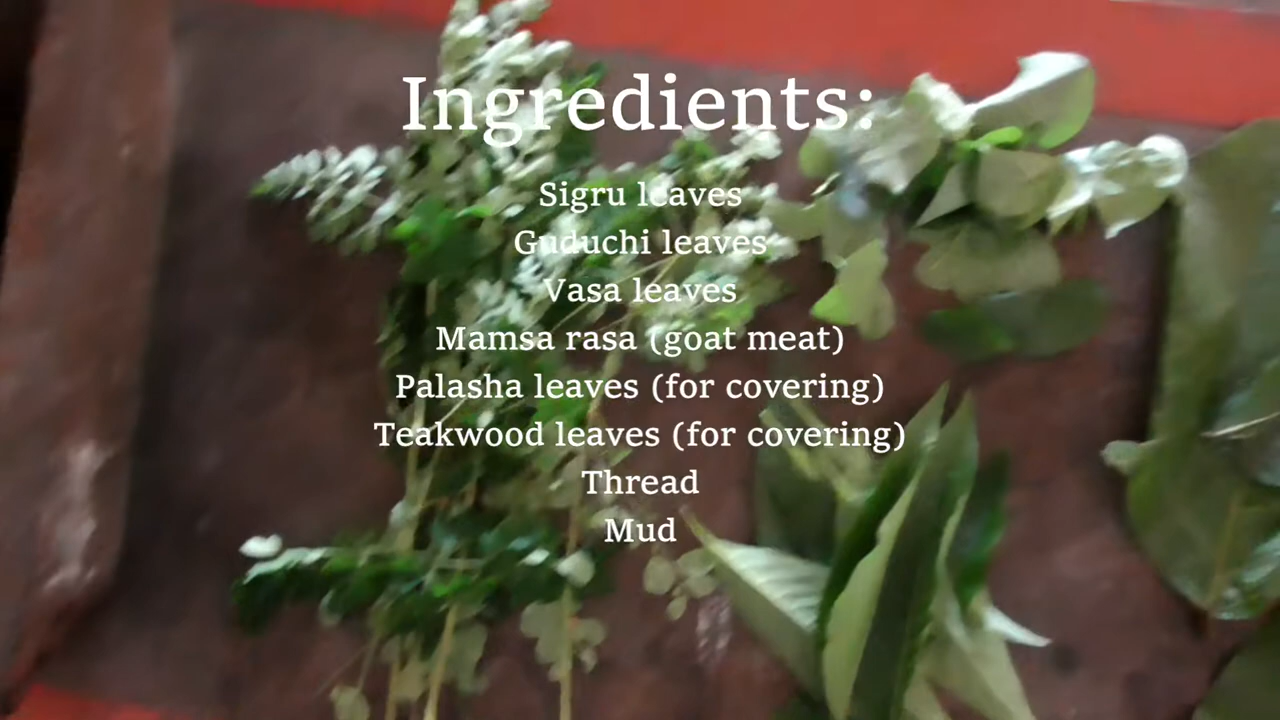 Ingredients:
Sigru leaves
Guduchi leaves
Vasa leaves
Mamsa rasa (goat meat)
Palasha leaves (for covering)
Teakwood leaves (for covering)
Thread
Mud